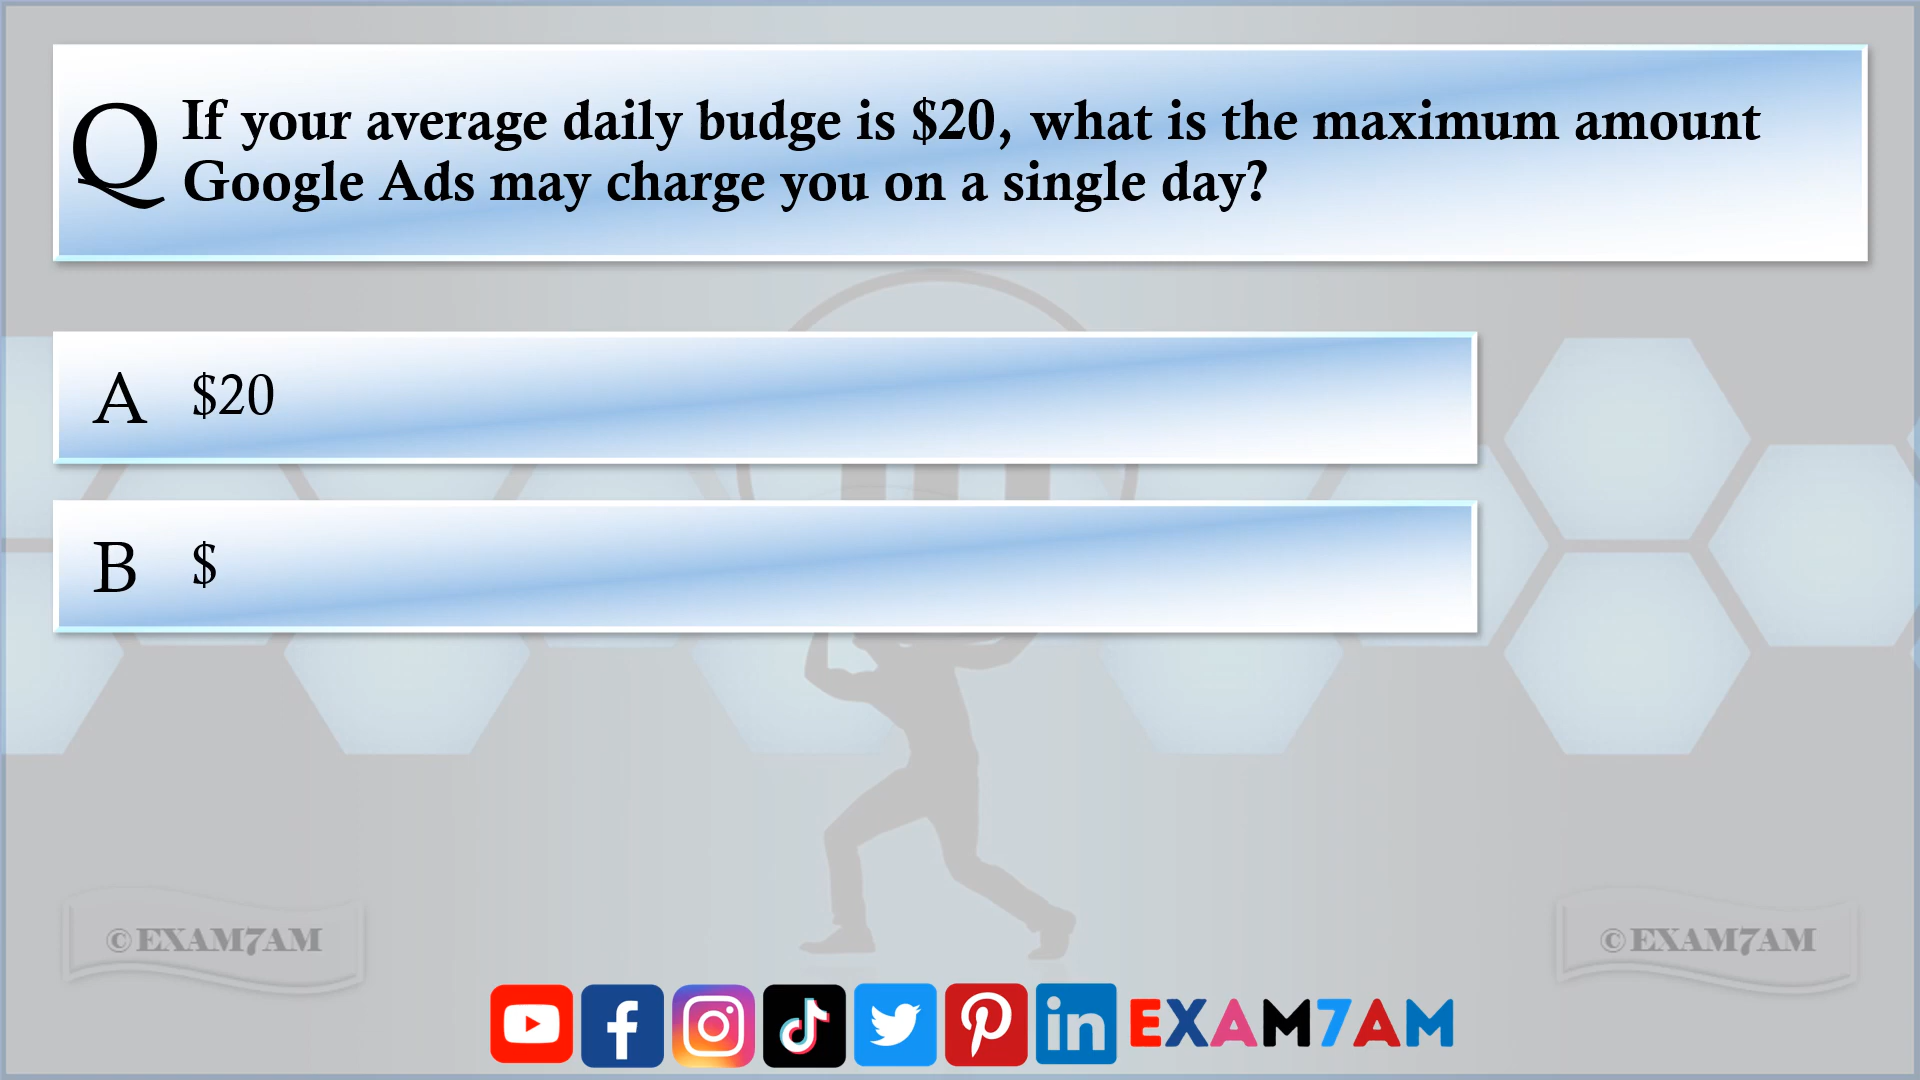 Q If your average daily budge is $20, what is the maximum amount
Google Ads may charge you on a single day?
A $20
B $
©EXAM7AM ©EXAM7AM
EXAM7AM